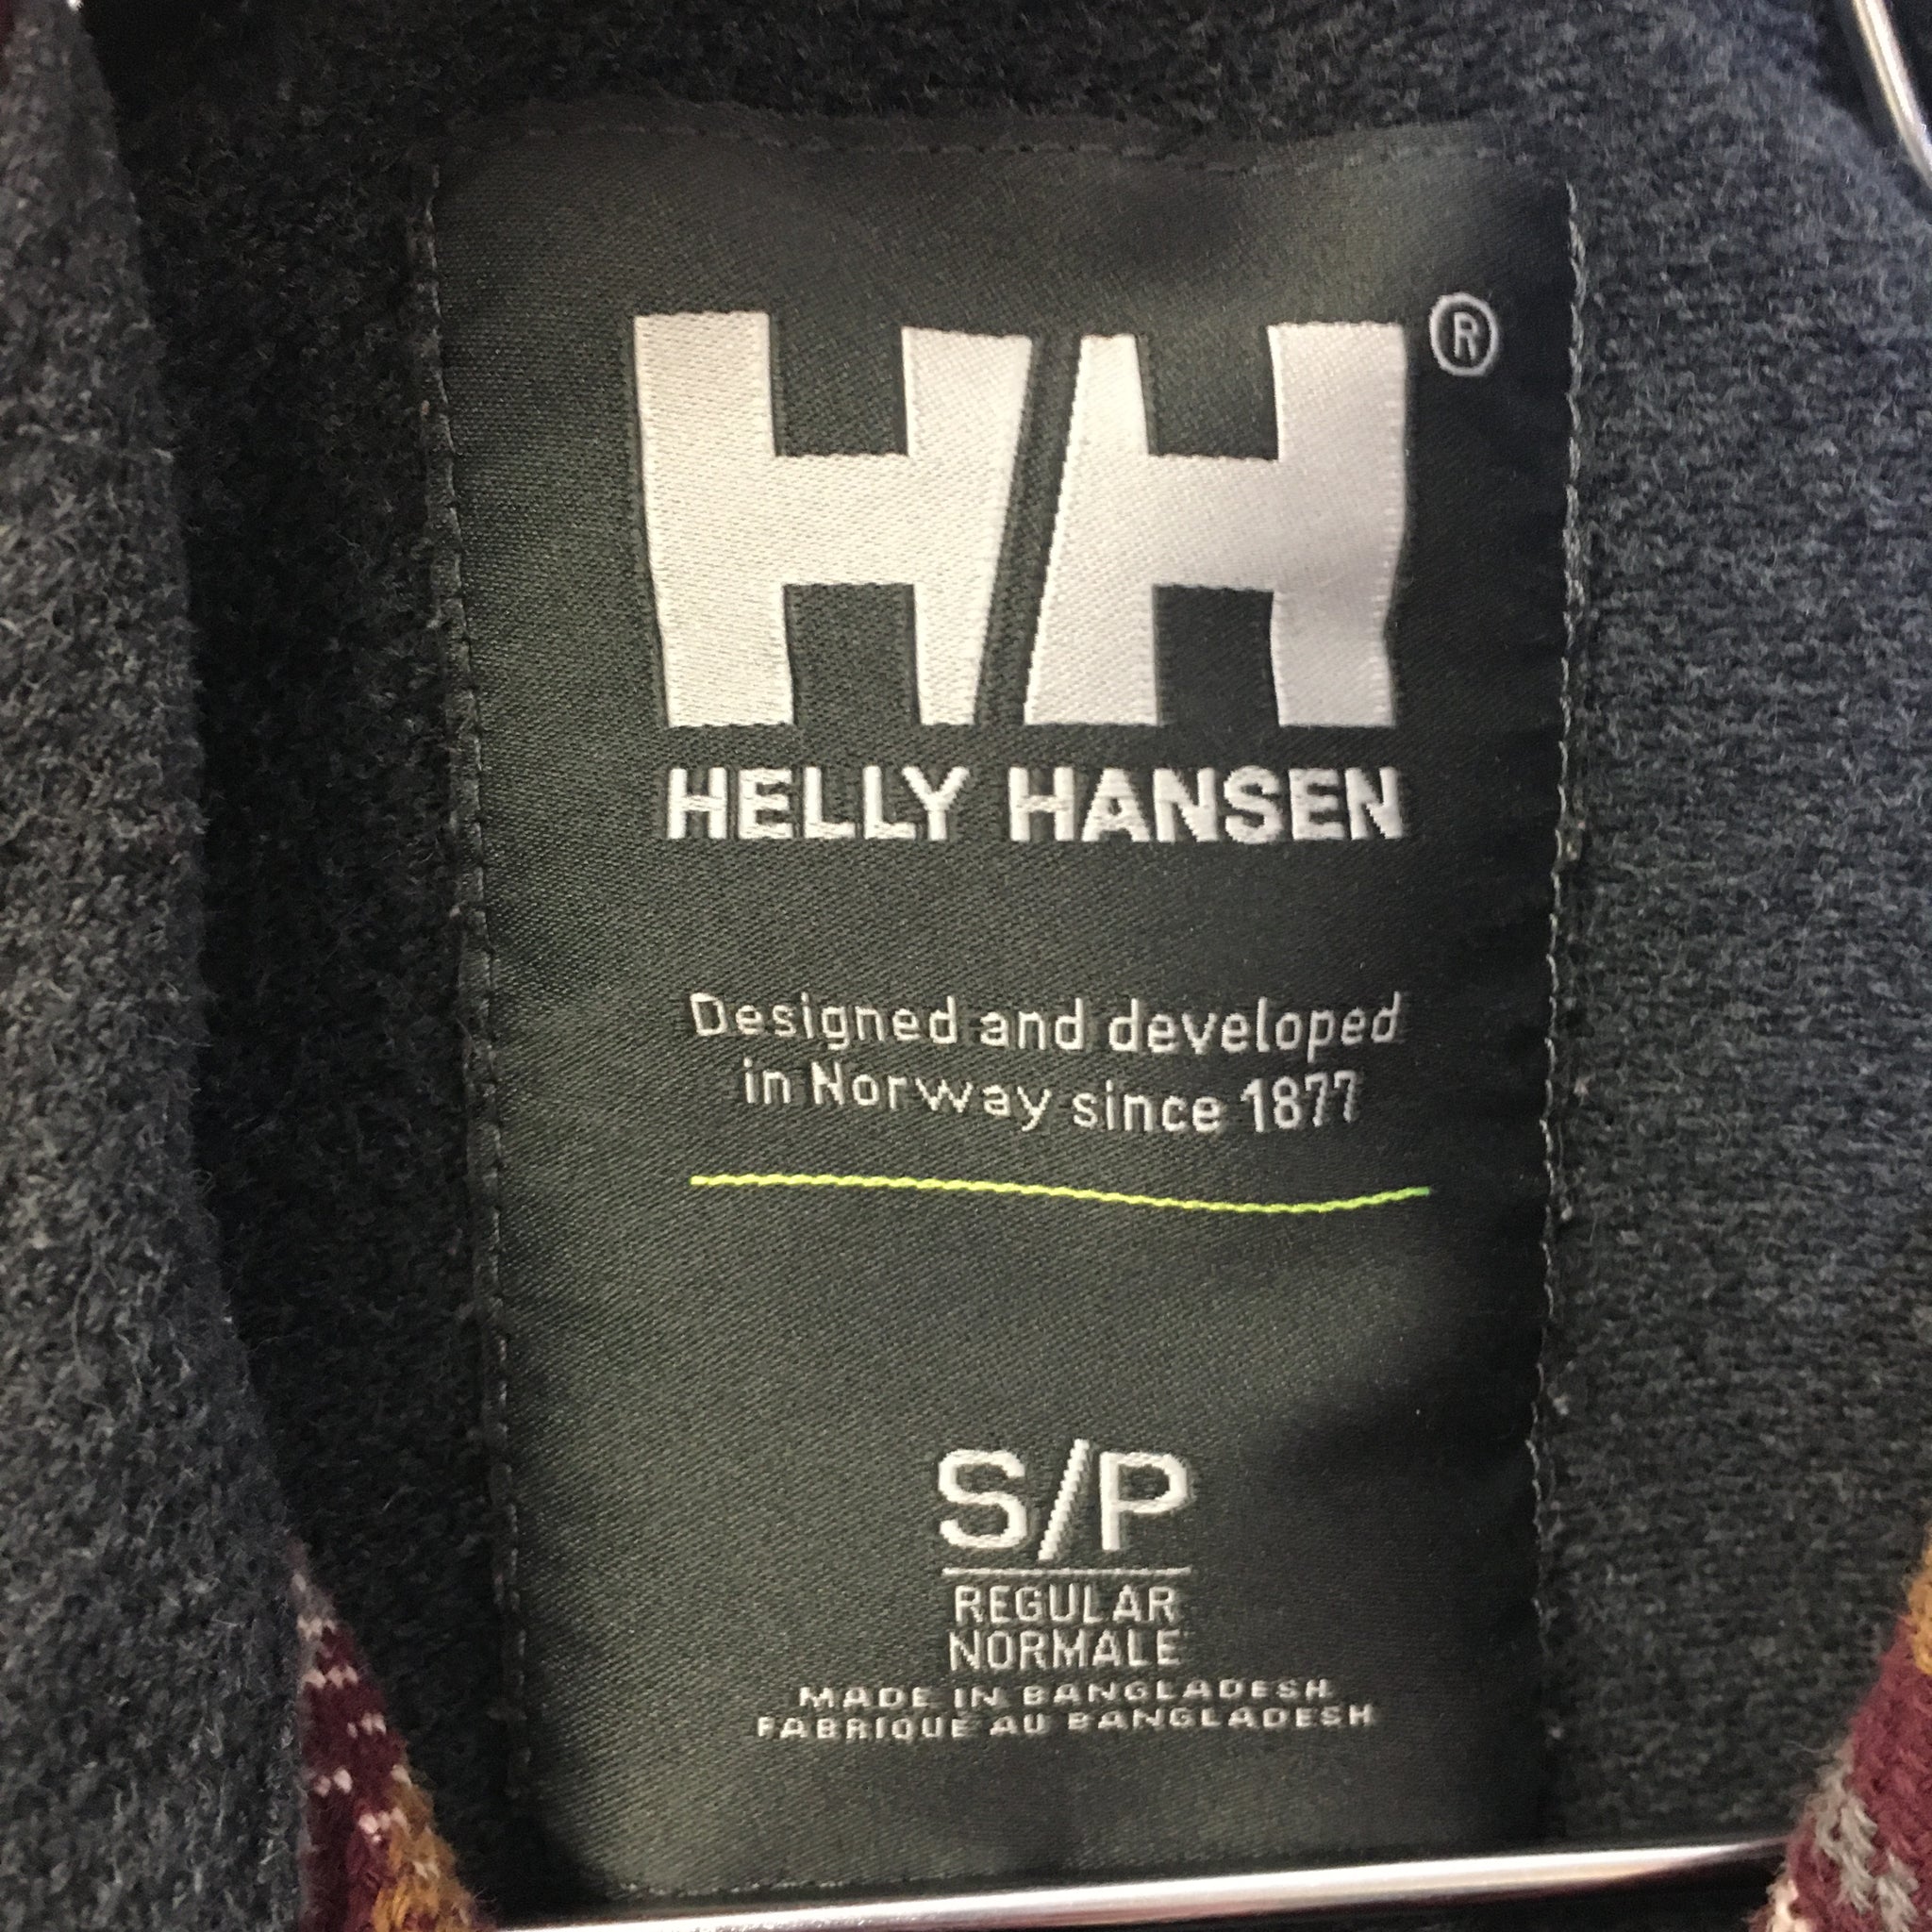 HH®
HELLY HANSEN
Designed and developed
in Norway since 1877
S/P
REGULAR
NORMALE
MADE IN BANGLADESH
FABRIQUE AU BANGLADESH